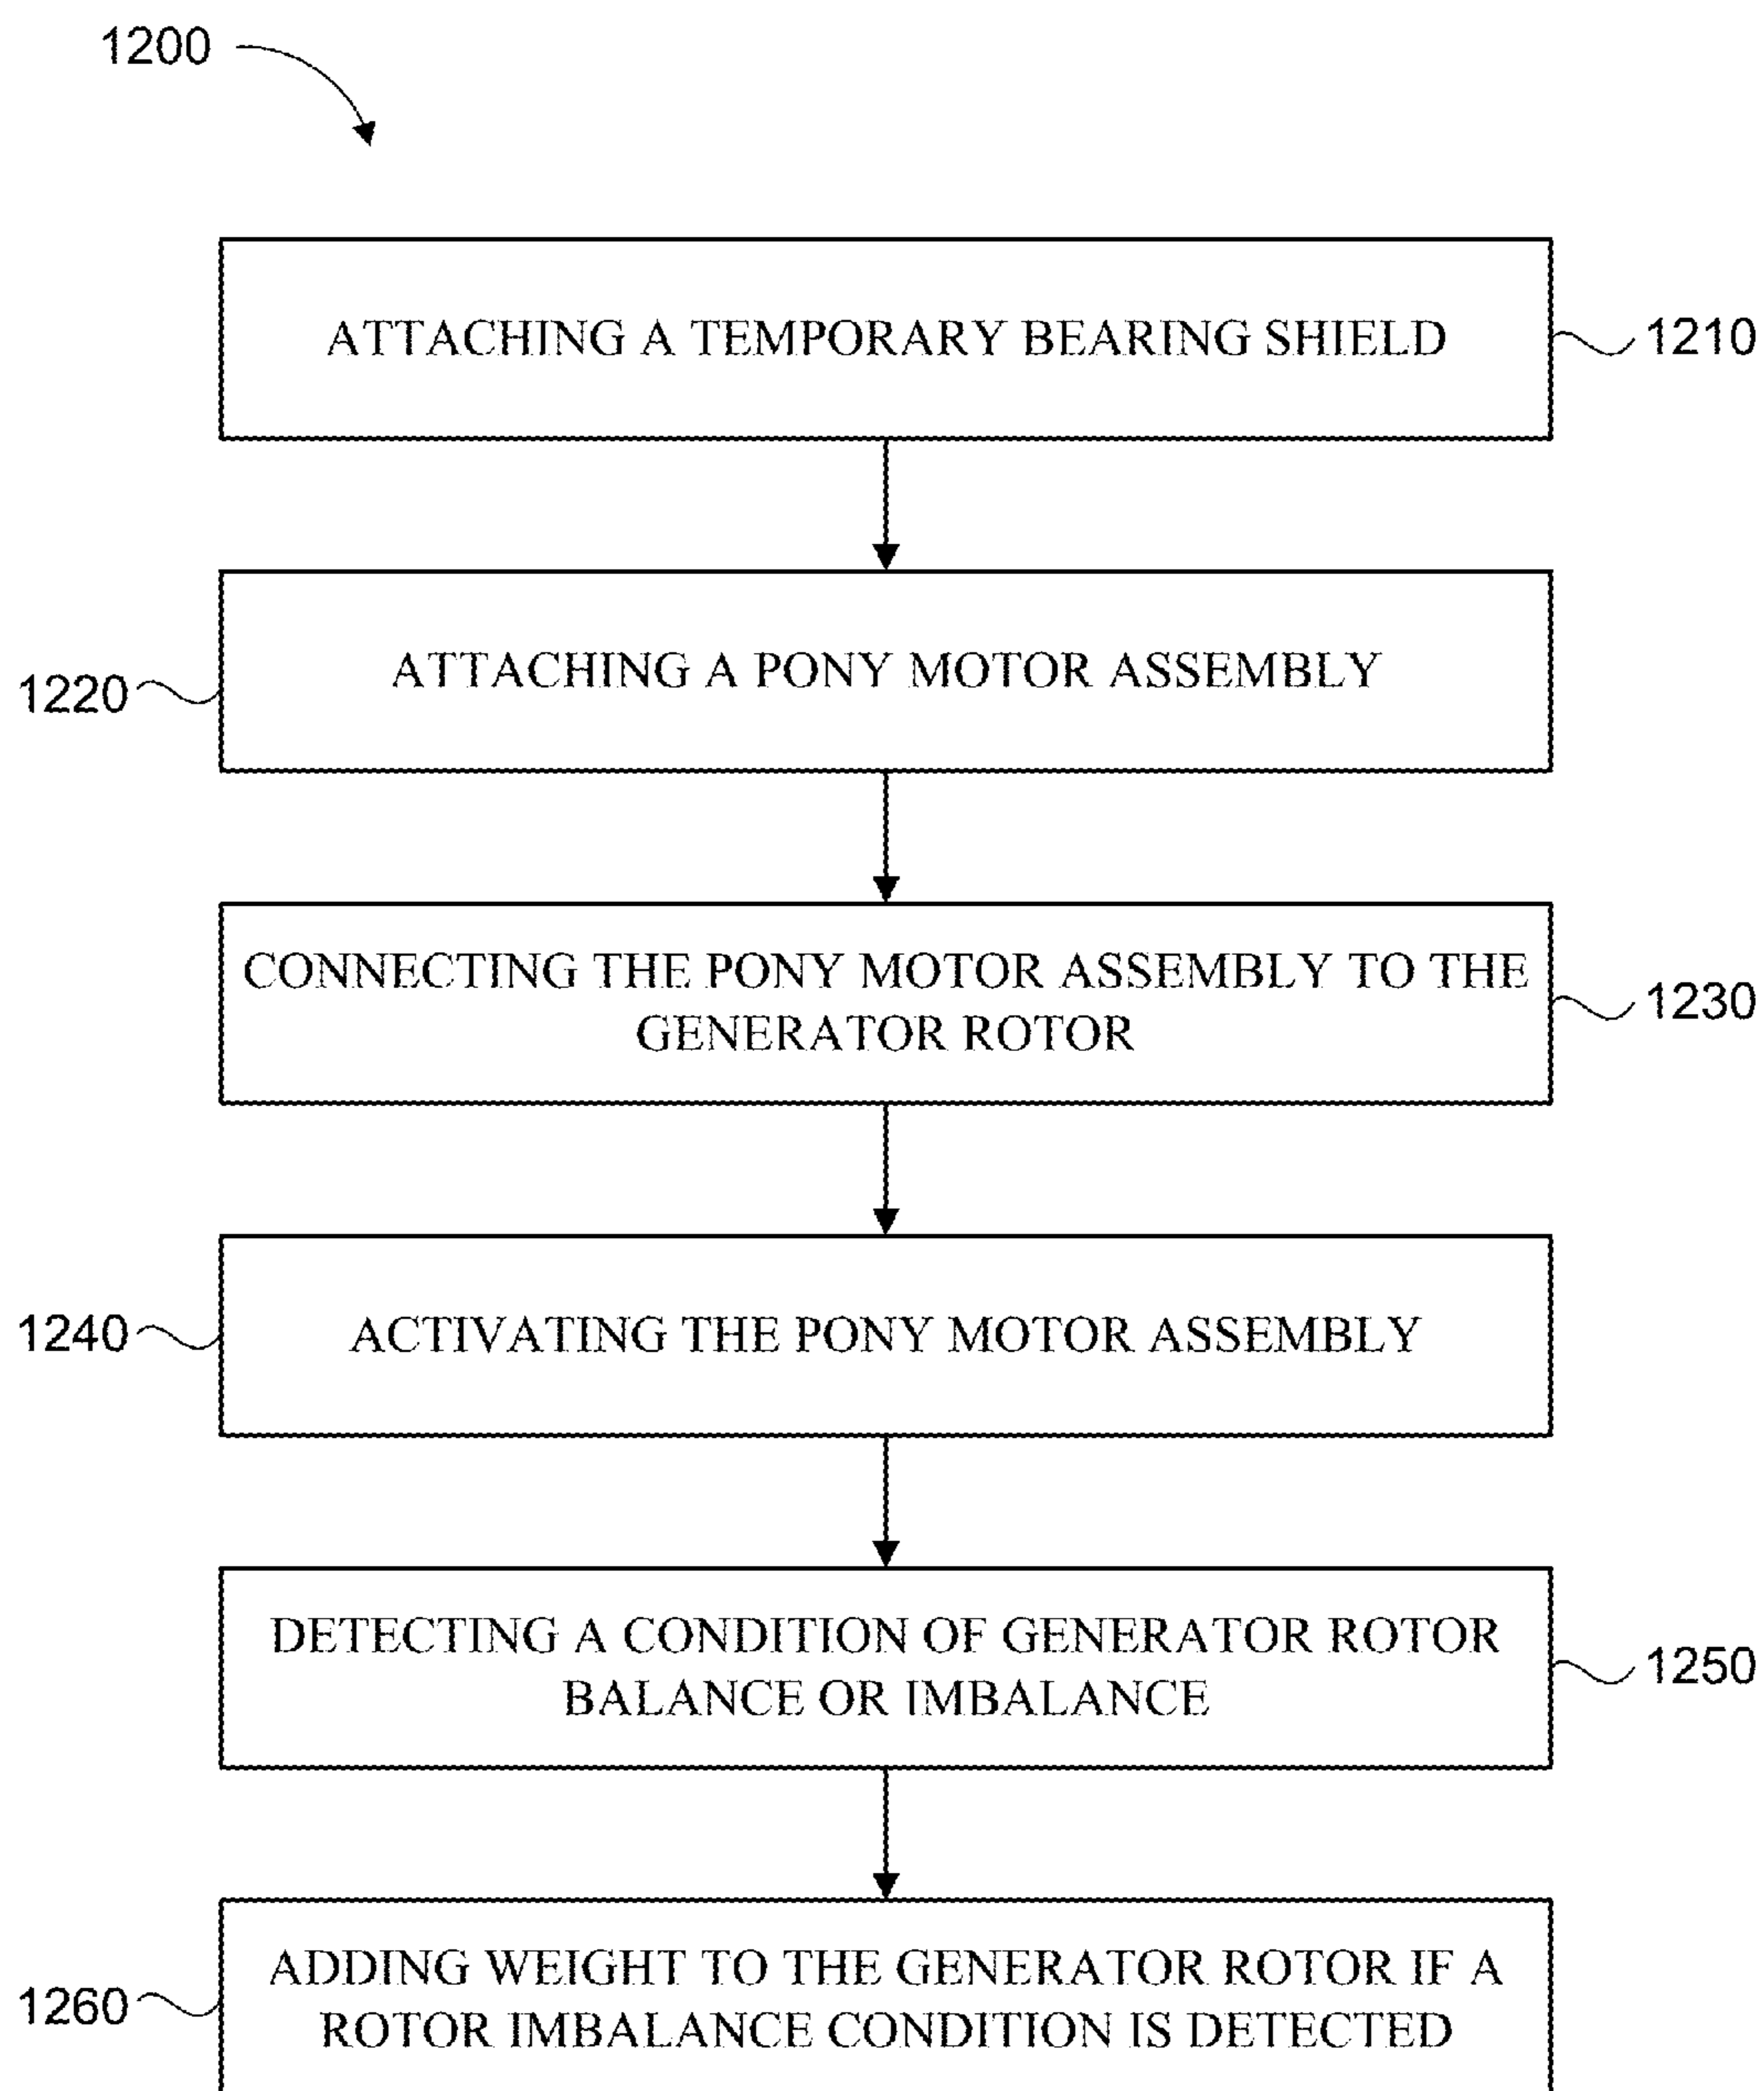 1200
ATTACHING A TEMPORARY BEARING SHIELD
1210
ATTACHING A PONY MOTOR ASSEMBLY
1220
CONNECTING THE PONY MOTOR ASSEMBLY TO THE
GENERATOR ROTOR
1230
ACTIVATING THE PONY MOTOR ASSEMBLY
1240
DETECTING A CONDITION OF GENERATOR ROTOR
BALANCE OR IMBALANCE
1250
ADDING WEIGHT TO THE GENERATOR ROTOR IF A
ROTOR IMBALANCE CONDITION IS DETECTED
1260